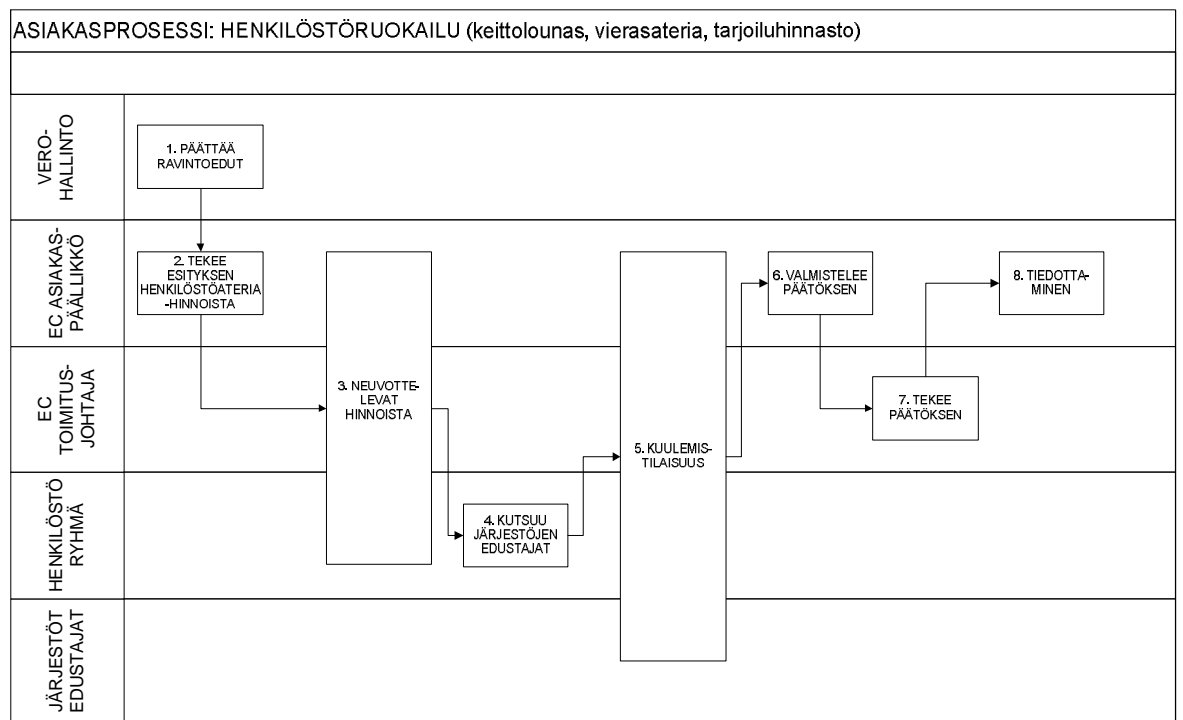 ASIAKASPROSESSI: HENKILÖSTÖRUOKAILU (keittolounas, vierasateria, tarjoiluhinnasto)
VERO-
HALLINTO
1. PÄÄTTÄÄ
RAVINTOEDUT
EC ASIAKAS-
PÄÄLLIKKÖ
2. TEKEE
ESITYKSEN
HENKILÖSTÖATERIA
-HINNOISTA
6. VALMISTELEE
PÄÄTÖKSEN
8. TIEDOTTA-
MINEN
EC
TOIMITUS-
JOHTAJA
3. NEUVOTTE-
LEVAT
HINNOISTA
7. TEKEE
PÄÄTÖKSEN
5. KUULEMIS-
TILAISUUS
HENKILÖSTÖ
RYHMÄ
4. KUTSUU
JÄRJESTÖJEN
EDUSTAJAT
JÄRJESTÖT
EDUSTAJAT